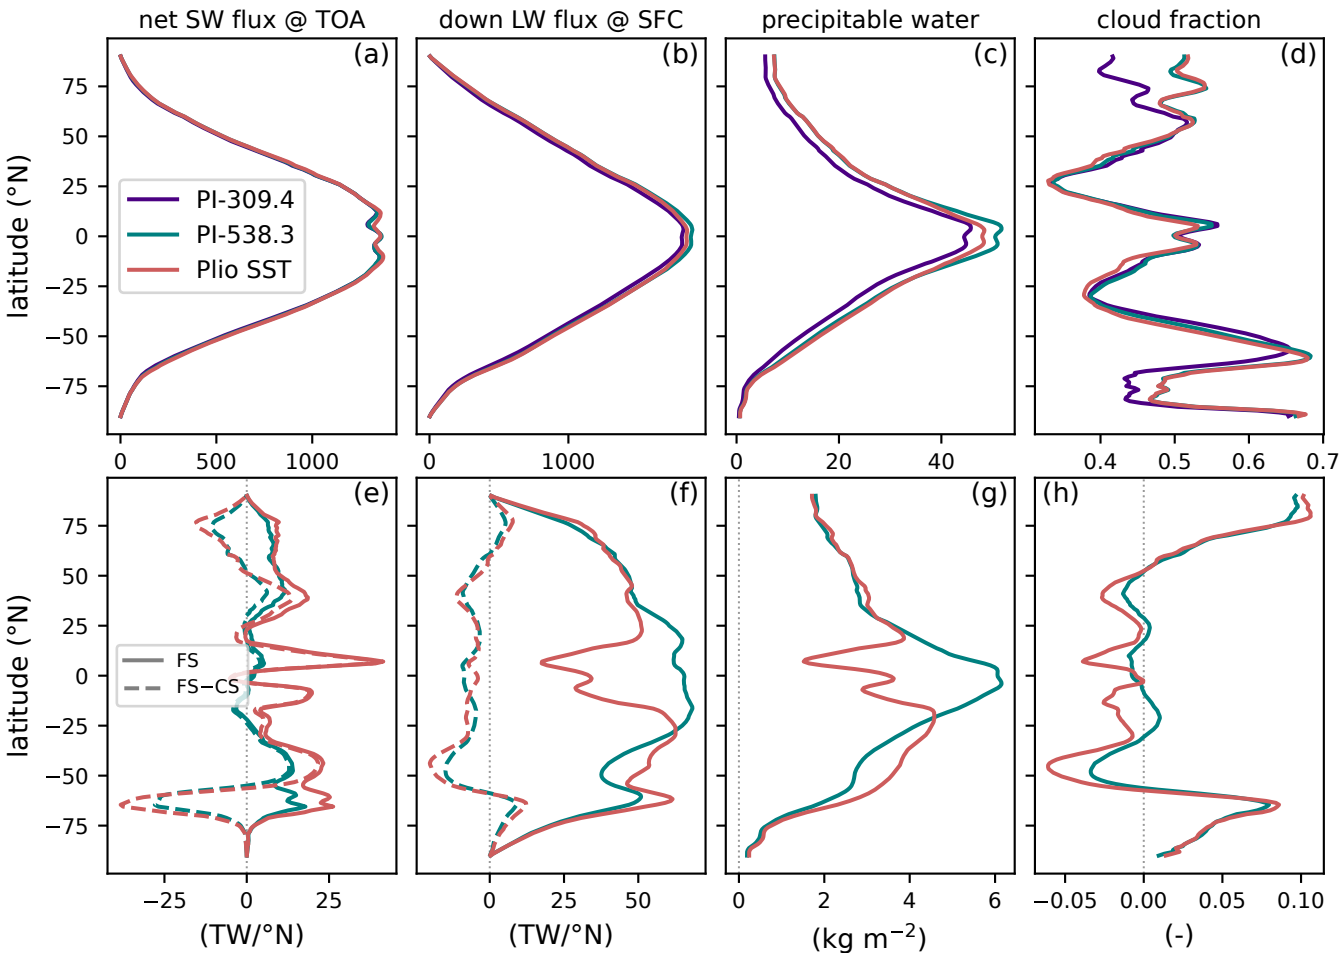 net SW flux @ TOA
down LW flux @ SFC
precipitable water
cloud fraction
(a)
(b)
(c)
(d)
latitude (°N)
75
50
25
0
−25
−50
−75
PI-309.4
PI-538.3
Plio SST
0 500 1000
0 1000
0 20 40
0.4 0.5 0.6 0.7
(e)
(f)
(g)
(h)
latitude (°N)
75
50
25
0
−25
−50
−75
FS
FS−CS
−25 0 25
0 50
0 2 4 6
−0.05 0.00 0.05 0.10
(TW/°N)
(TW/°N)
(kg m⁻²)
(-)